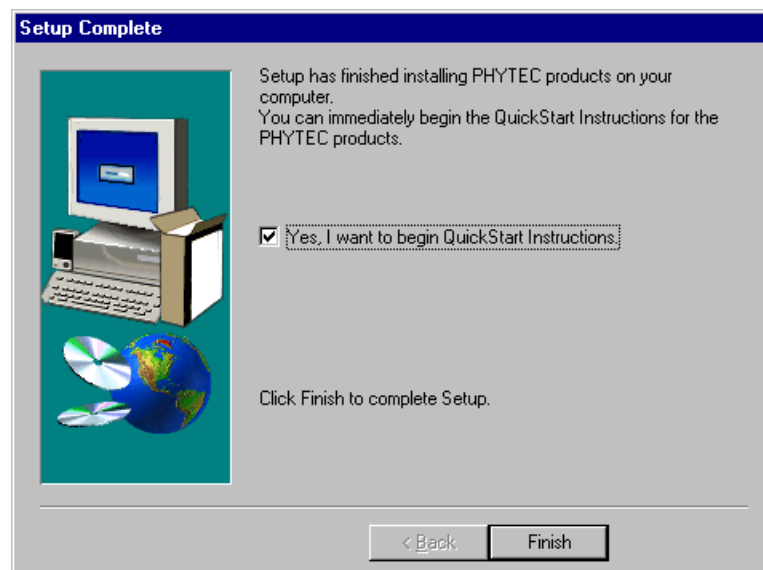 Setup Complete
Setup has finished installing PHYTEC products on your
computer.
You can immediately begin the QuickStart Instructions for the
PHYTEC products.
Yes, I want to begin QuickStart Instructions.
Click Finish to complete Setup.
< Back
Finish